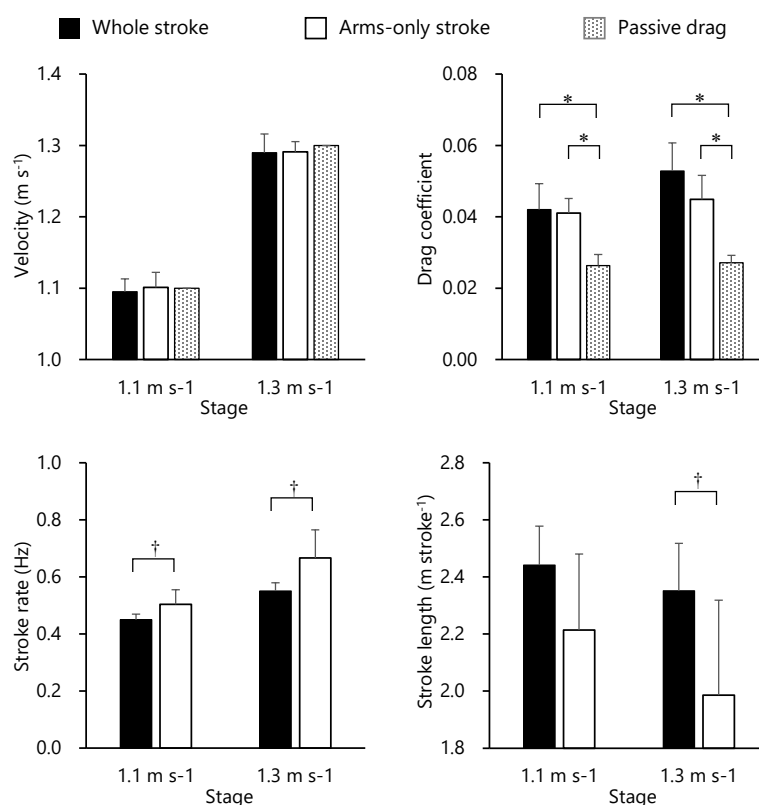 Whole stroke Arms-only stroke Passive drag
Velocity (m s⁻¹)
1.4
1.3
1.2
1.1
1.0
1.1 m s-1 1.3 m s-1
Stage
Drag coefficient
0.08
0.06
0.04
0.02
0.00
*
*
*
*
1.1 m s-1 1.3 m s-1
Stage
Stroke rate (Hz)
1.0
0.8
0.6
0.4
0.2
0.0
†
†
1.1 m s-1 1.3 m s-1
Stage
Stroke length (m stroke⁻¹)
2.8
2.6
2.4
2.2
2.0
1.8
†
1.1 m s-1 1.3 m s-1
Stage